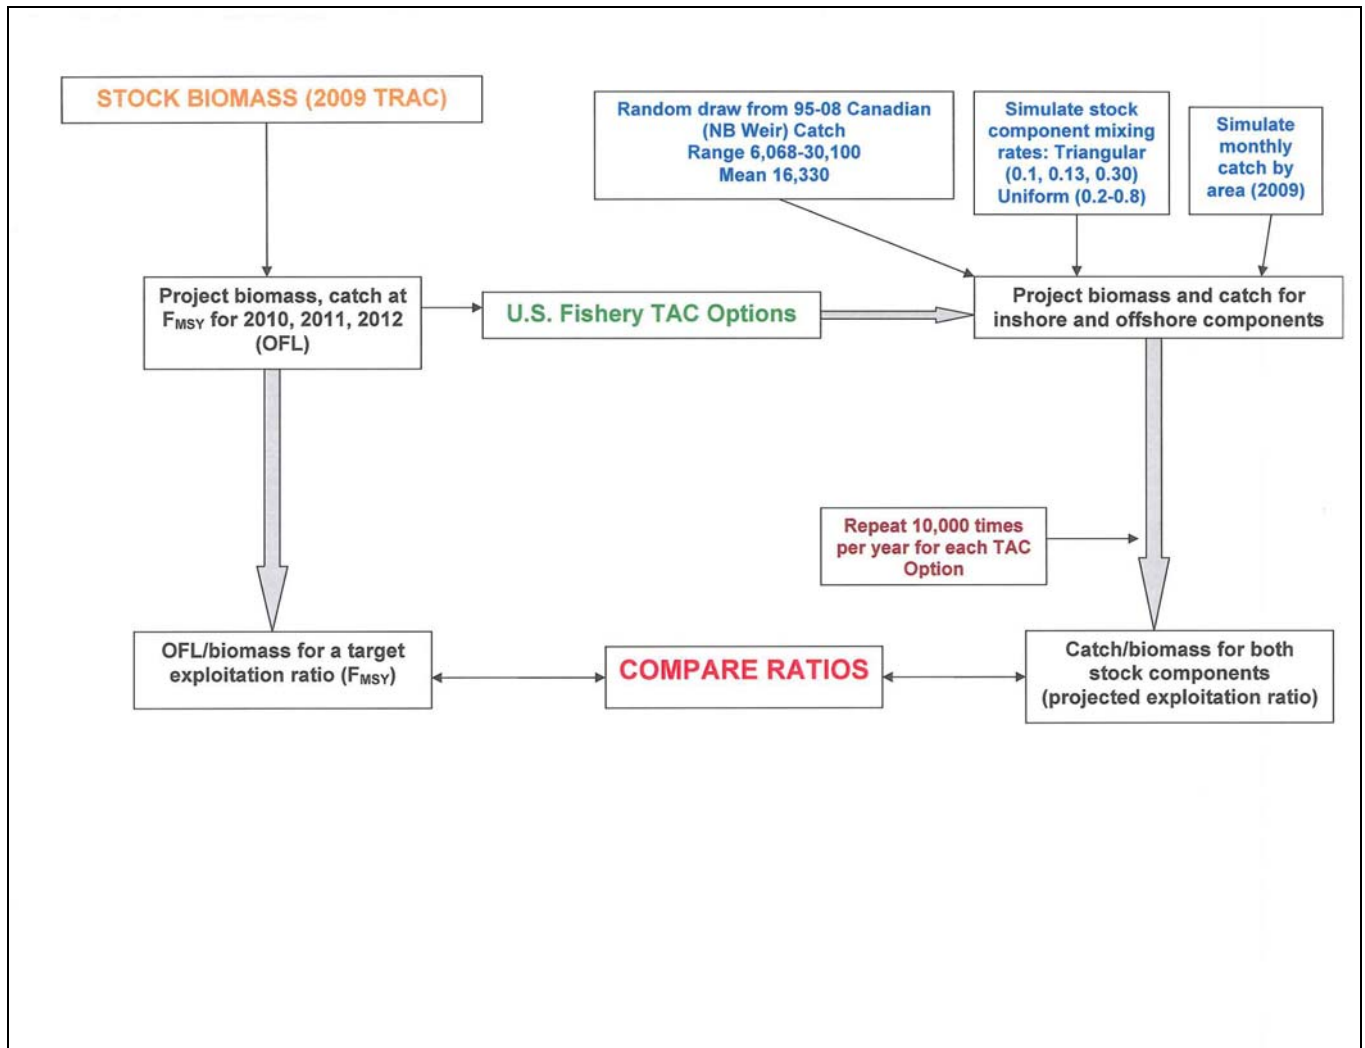 STOCK BIOMASS (2009 TRAC)
Random draw from 95-08 Canadian
(NB Weir) Catch
Range 6,068-30,100
Mean 16,330
Simulate stock
component mixing
rates: Triangular
(0.1, 0.13, 0.30)
Uniform (0.2-0.8)
Simulate
monthly
catch by
area (2009)
Project biomass, catch at
FMSY for 2010, 2011, 2012
(OFL)
U.S. Fishery TAC Options
Project biomass and catch for
inshore and offshore components
Repeat 10,000 times
per year for each TAC
Option
OFL/biomass for a target
exploitation ratio (FMSY)
COMPARE RATIOS
Catch/biomass for both
stock components
(projected exploitation ratio)